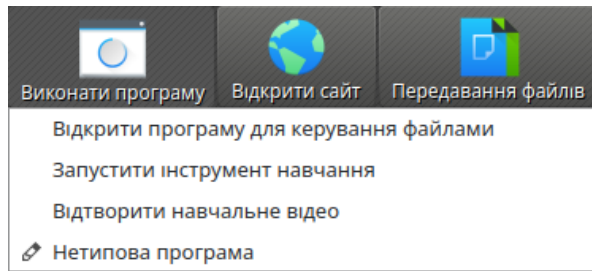 Виконати програму Відкрити сайт Передавання файлів
Відкрити програму для керування файлами
Запустити інструмент навчання
Відтворити навчальне відео
Нетипова програма